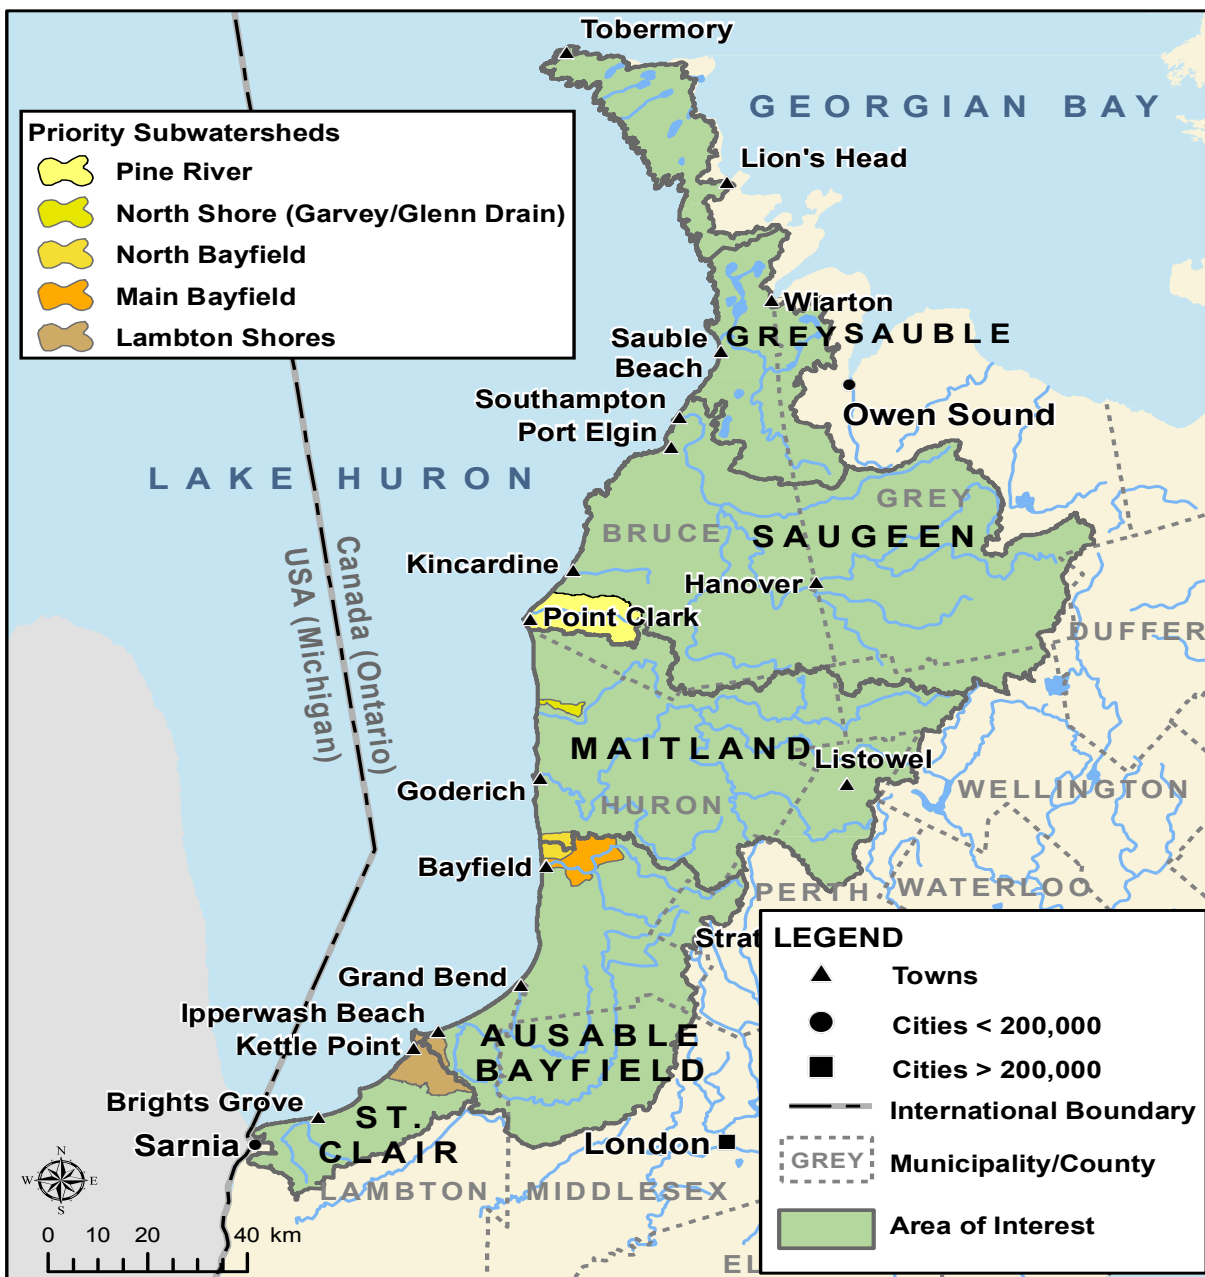 Tobermory
GEORGIAN BAY
Priority Subwatersheds
Pine River
North Shore (Garvey/Glenn Drain)
North Bayfield
Main Bayfield
Lambton Shores
Lion's Head
Wiarton
GREY SAUBLE
Sauble
Beach
Southampton
Port Elgin
Owen Sound
LAKE HURON
GREY
BRUCE
SAUGEEN
Canada (Ontario)
USA (Michigan)
Kincardine
Hanover
Point Clark
DUFFER
MAITLAND
Listowel
Goderich
HURON
WELLINGTON
Bayfield
PERTH
WATERLOO
Strat
LEGEND
Towns
Cities < 200,000
Cities > 200,000
International Boundary
GREY
Municipality/County
Area of Interest
Grand Bend
Ipperwash Beach
Kettle Point
AUSABLE
BAYFIELD
Brights Grove
ST.
CLAIR
Sarnia
London
LAMBTON
MIDDLESEX
EL
N
W
E
S
0 10 20 40 km